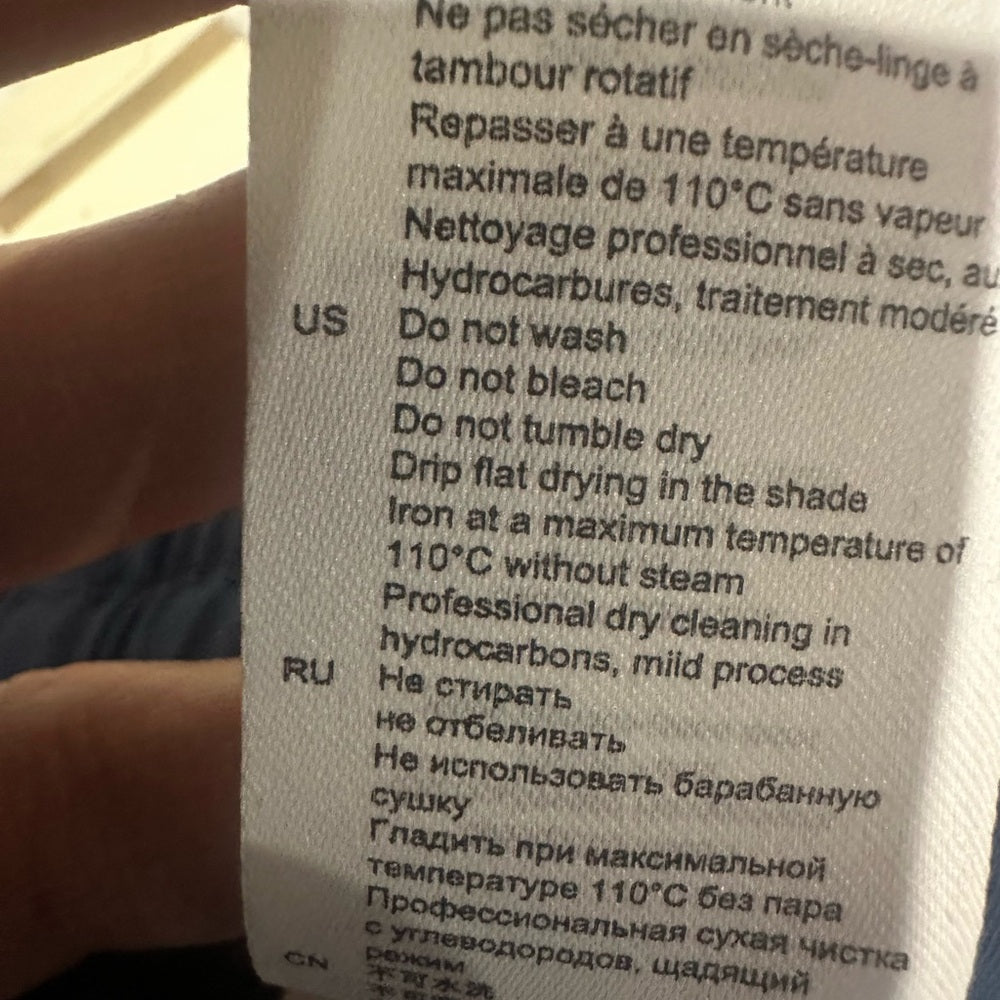 Ne pas sécher en sèche-linge à
tambour rotatif
Repasser à une température
maximale de 110°C sans vapeur
Nettoyage professionnel à sec, au
Hydrocarbures, traitement modéré
US Do not wash
Do not bleach
Do not tumble dry
Drip flat drying in the shade
Iron at a maximum temperature of
110°C without steam
Professional dry cleaning in
hydrocarbons, mild process
RU Не стирать
не отбеливать
Не использовать барабанную
сушку
Гладить при максимальной
температуре 110°C без пара
Профессиональная сухая чистка
с углеводородов, щадящий
режим
CN 不可水洗